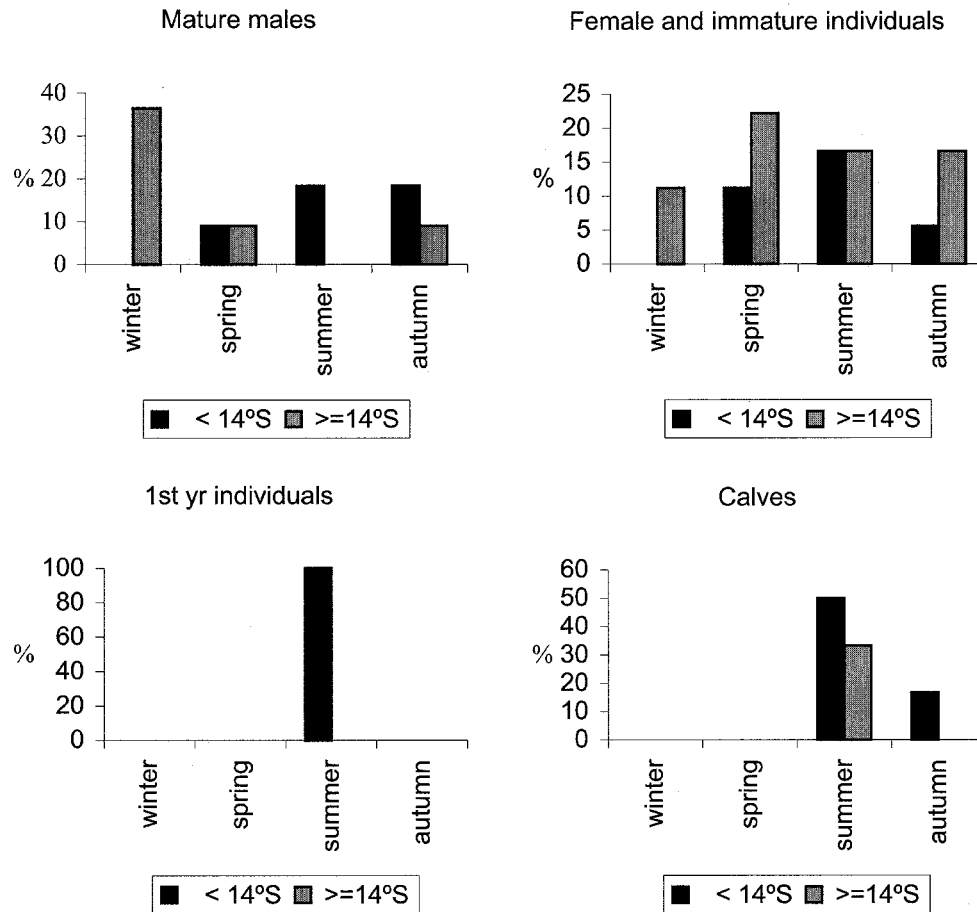 Mature males
40
30
% 20
10
0
winter
spring
summer
autumn
< 14ºS >=14ºS
Female and immature individuals
25
20
15
%
10
5
0
winter
spring
summer
autumn
< 14ºS >=14ºS
1st yr individuals
100
80
60
%
40
20
0
winter
spring
summer
autumn
< 14ºS >=14ºS
Calves
60
50
40
%
30
20
10
0
winter
spring
summer
autumn
< 14ºS >=14ºS